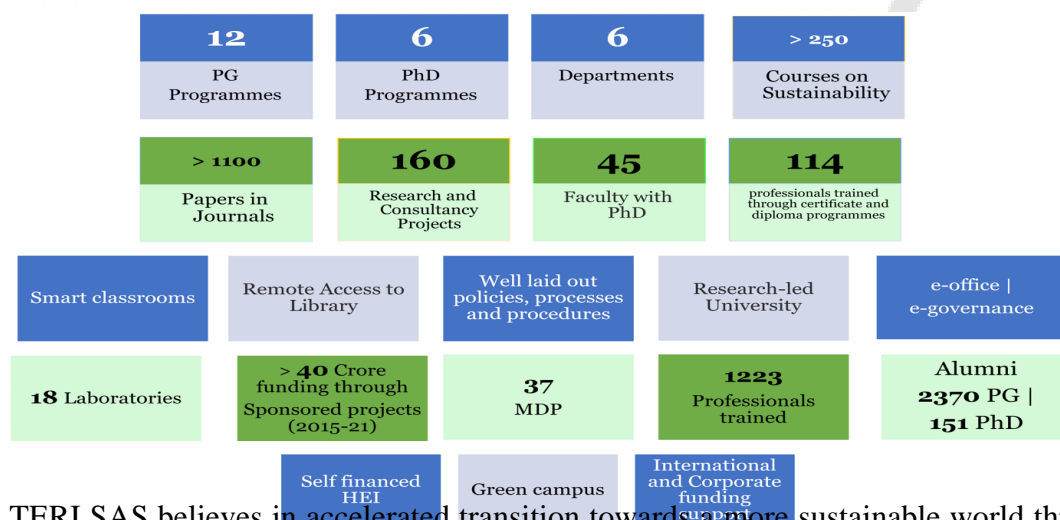 12
PG
Programmes
6
PhD
Programmes
6
Departments
> 250
Courses on
Sustainability
> 1100
Papers in
Journals
160
Research and
Consultancy
Projects
45
Faculty with
PhD
114
professionals trained
through certificate and
diploma programmes
Smart classrooms
Remote Access to
Library
Well laid out
policies, processes
and procedures
Research-led
University
e-office |
e-governance
18 Laboratories
> 40 Crore
funding through
Sponsored projects
(2015-21)
37
MDP
1223
Professionals
trained
Alumni
2370 PG |
151 PhD
Self financed
HEI
Green campus
International
and Corporate
funding
support
TERI SAS believes in accelerated transition towards a more sustainable world th